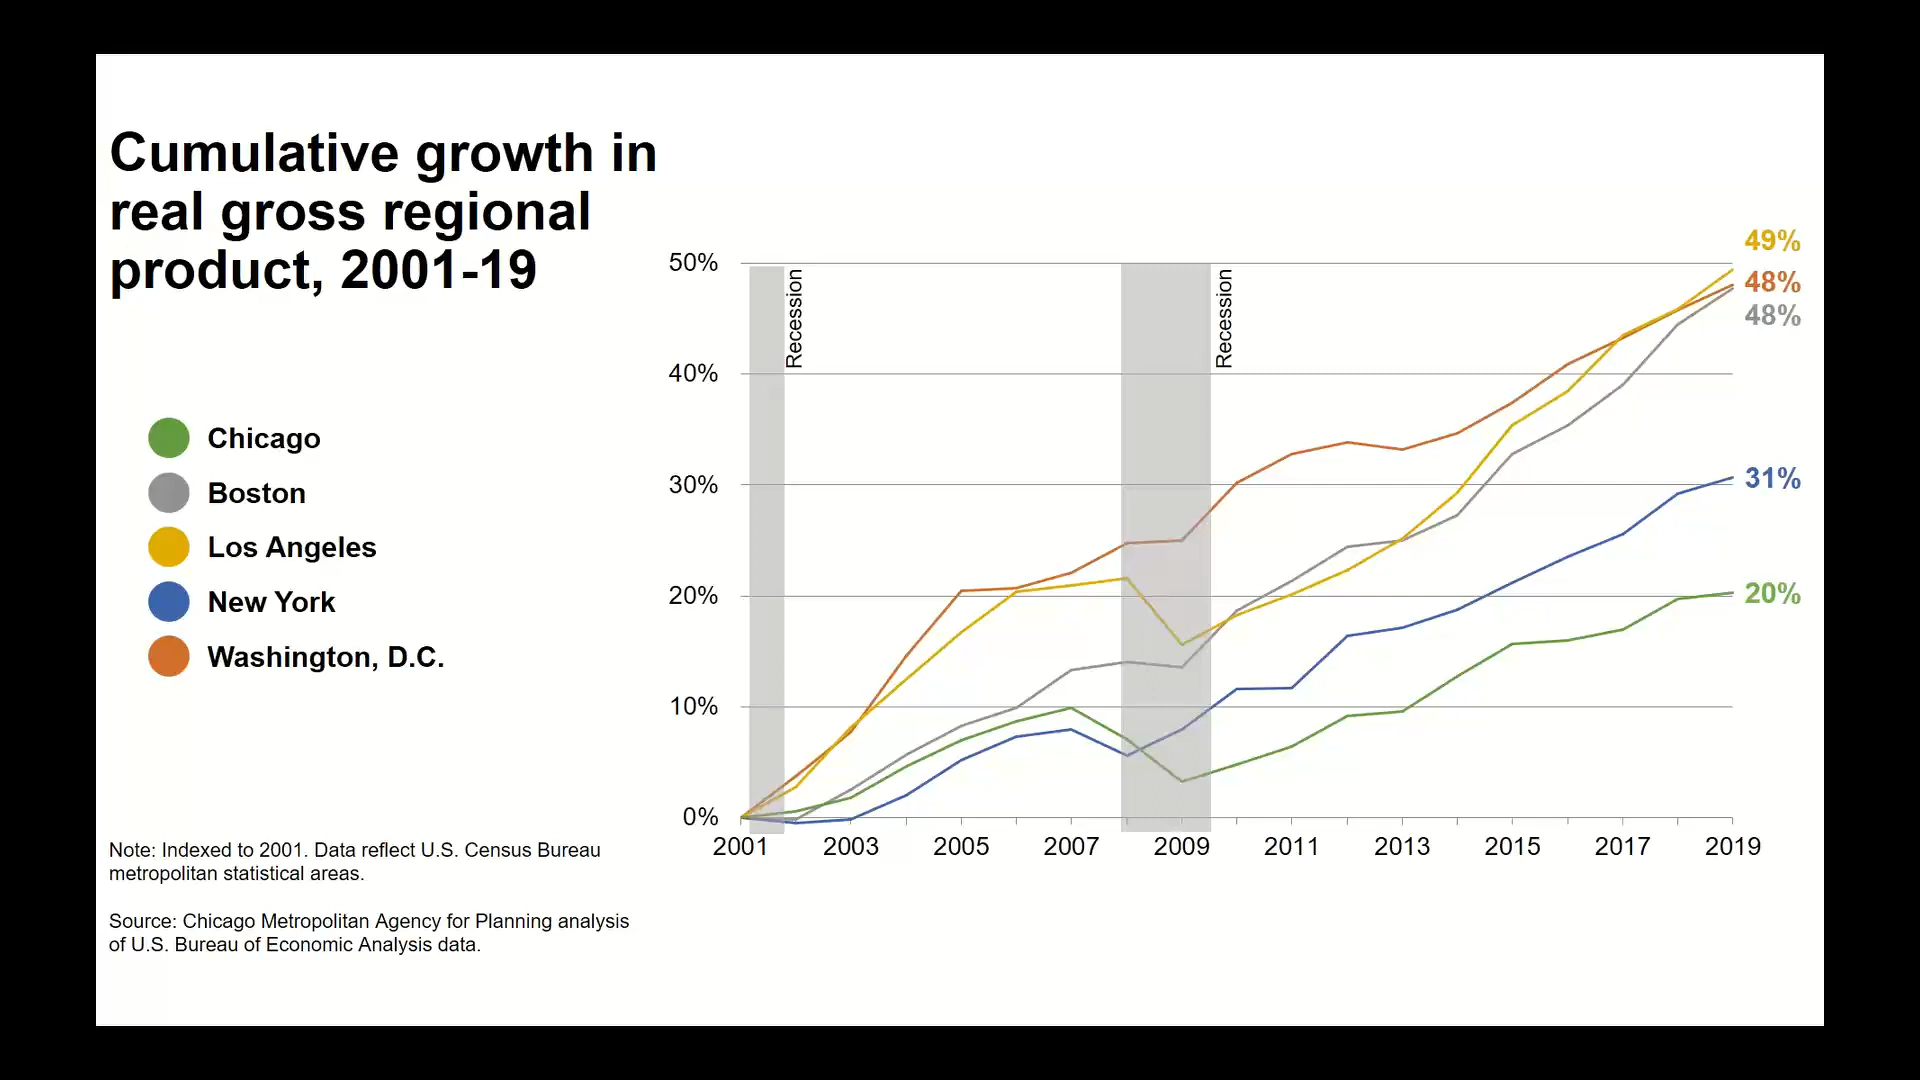 Cumulative growth in
real gross regional
product, 2001-19
Chicago
Boston
Los Angeles
New York
Washington, D.C.
Note: Indexed to 2001. Data reflect U.S. Census Bureau
metropolitan statistical areas.
Source: Chicago Metropolitan Agency for Planning analysis
of U.S. Bureau of Economic Analysis data.
50%
40%
30%
20%
10%
0%
Recession
Recession
49%
48%
48%
31%
20%
2001 2003 2005 2007 2009 2011 2013 2015 2017 2019